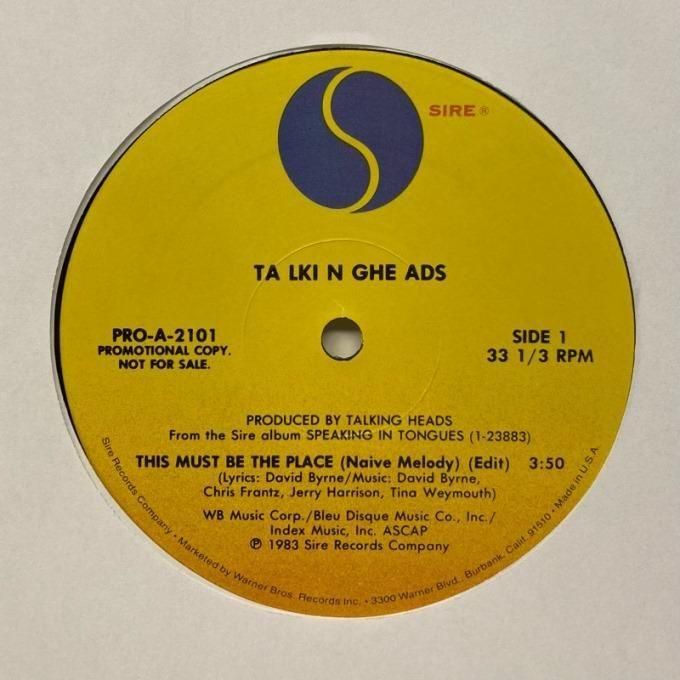 SIRE ®
TA LKI N GHE ADS
PRO-A-2101
PROMOTIONAL COPY.
NOT FOR SALE.
SIDE 1
33 1/3 RPM
PRODUCED BY TALKING HEADS
From the Sire album SPEAKING IN TONGUES (1-23883)
THIS MUST BE THE PLACE (Naive Melody) (Edit) 3:50
(Lyrics: David Byrne/Music: David Byrne,
Chris Frantz, Jerry Harrison, Tina Weymouth)
WB Music Corp./Bleu Disque Music Co., Inc./
Index Music, Inc. ASCAP
℗ 1983 Sire Records Company
Sire Records Company • Marketed by Warner Bros. Records Inc. • 3300 Warner Blvd., Burbank, Calif. 91510 • Made in U.S.A.